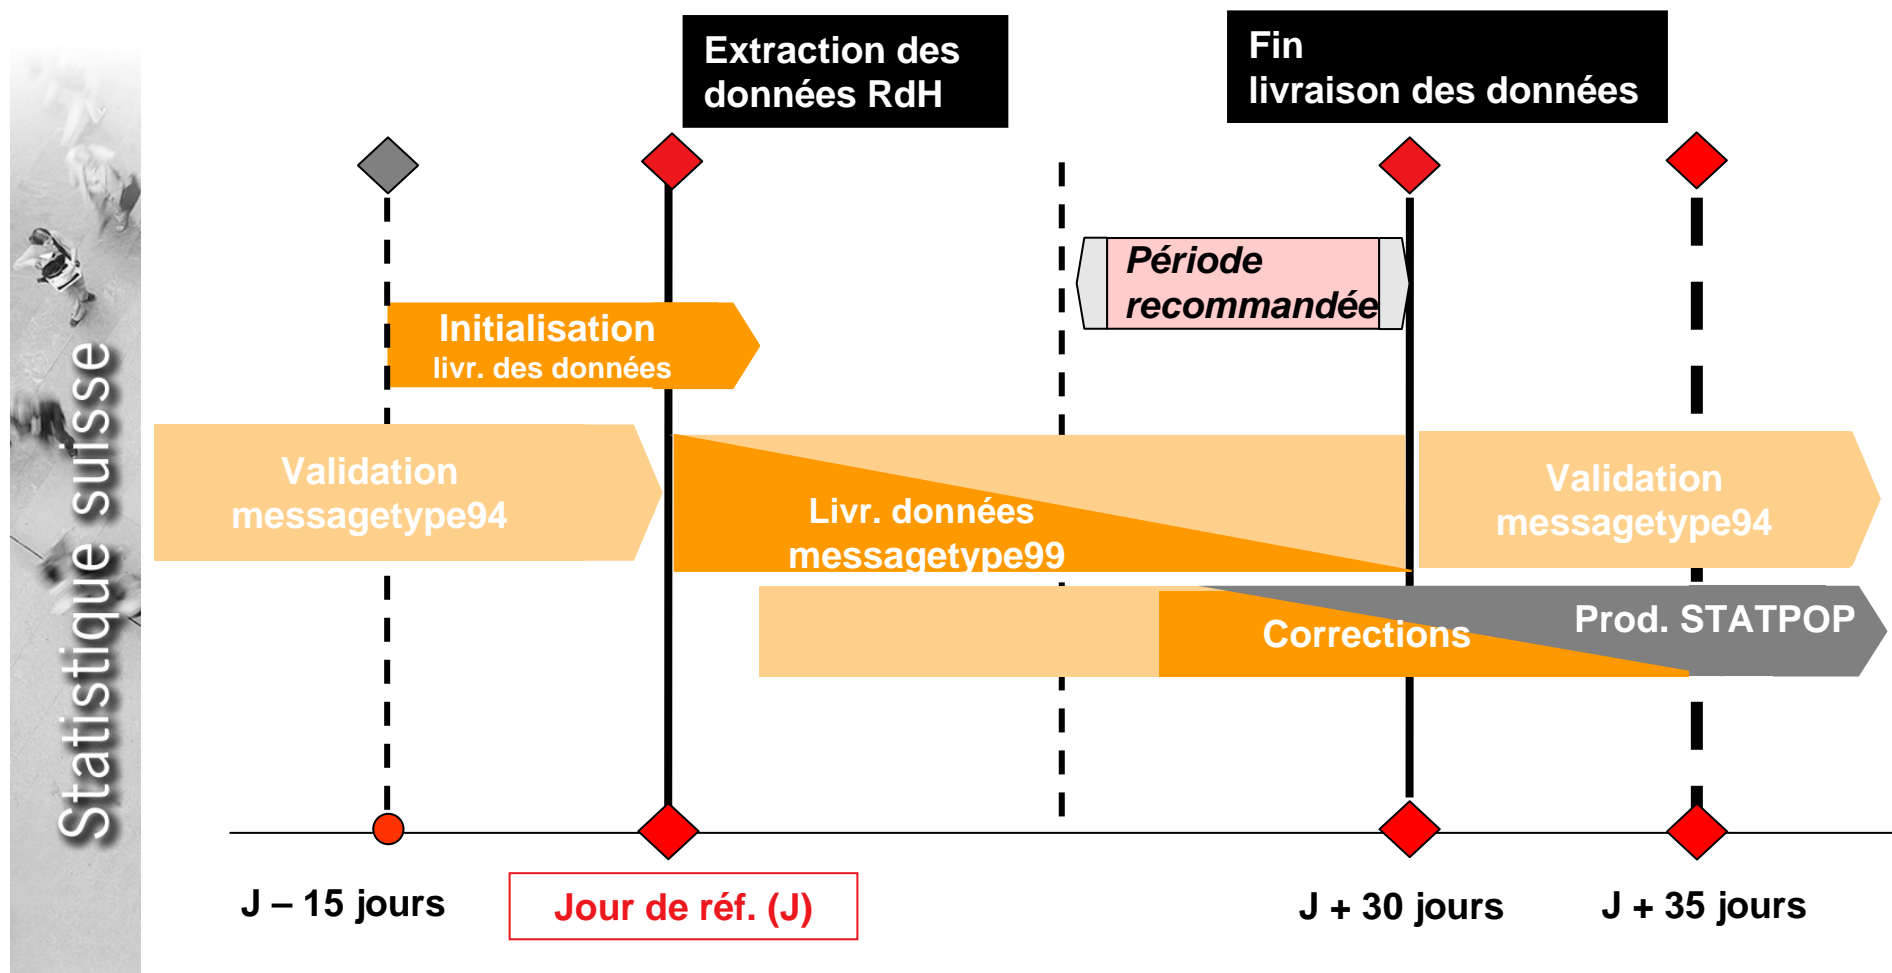 Statistique suisse
Extraction des
données RdH
Fin
livraison des données
Période
recommandée
Initialisation
livr. des données
Validation
messagetype94
Livr. données
messagetype99
Validation
messagetype94
Corrections
Prod. STATPOP
J – 15 jours
Jour de réf. (J)
J + 30 jours
J + 35 jours